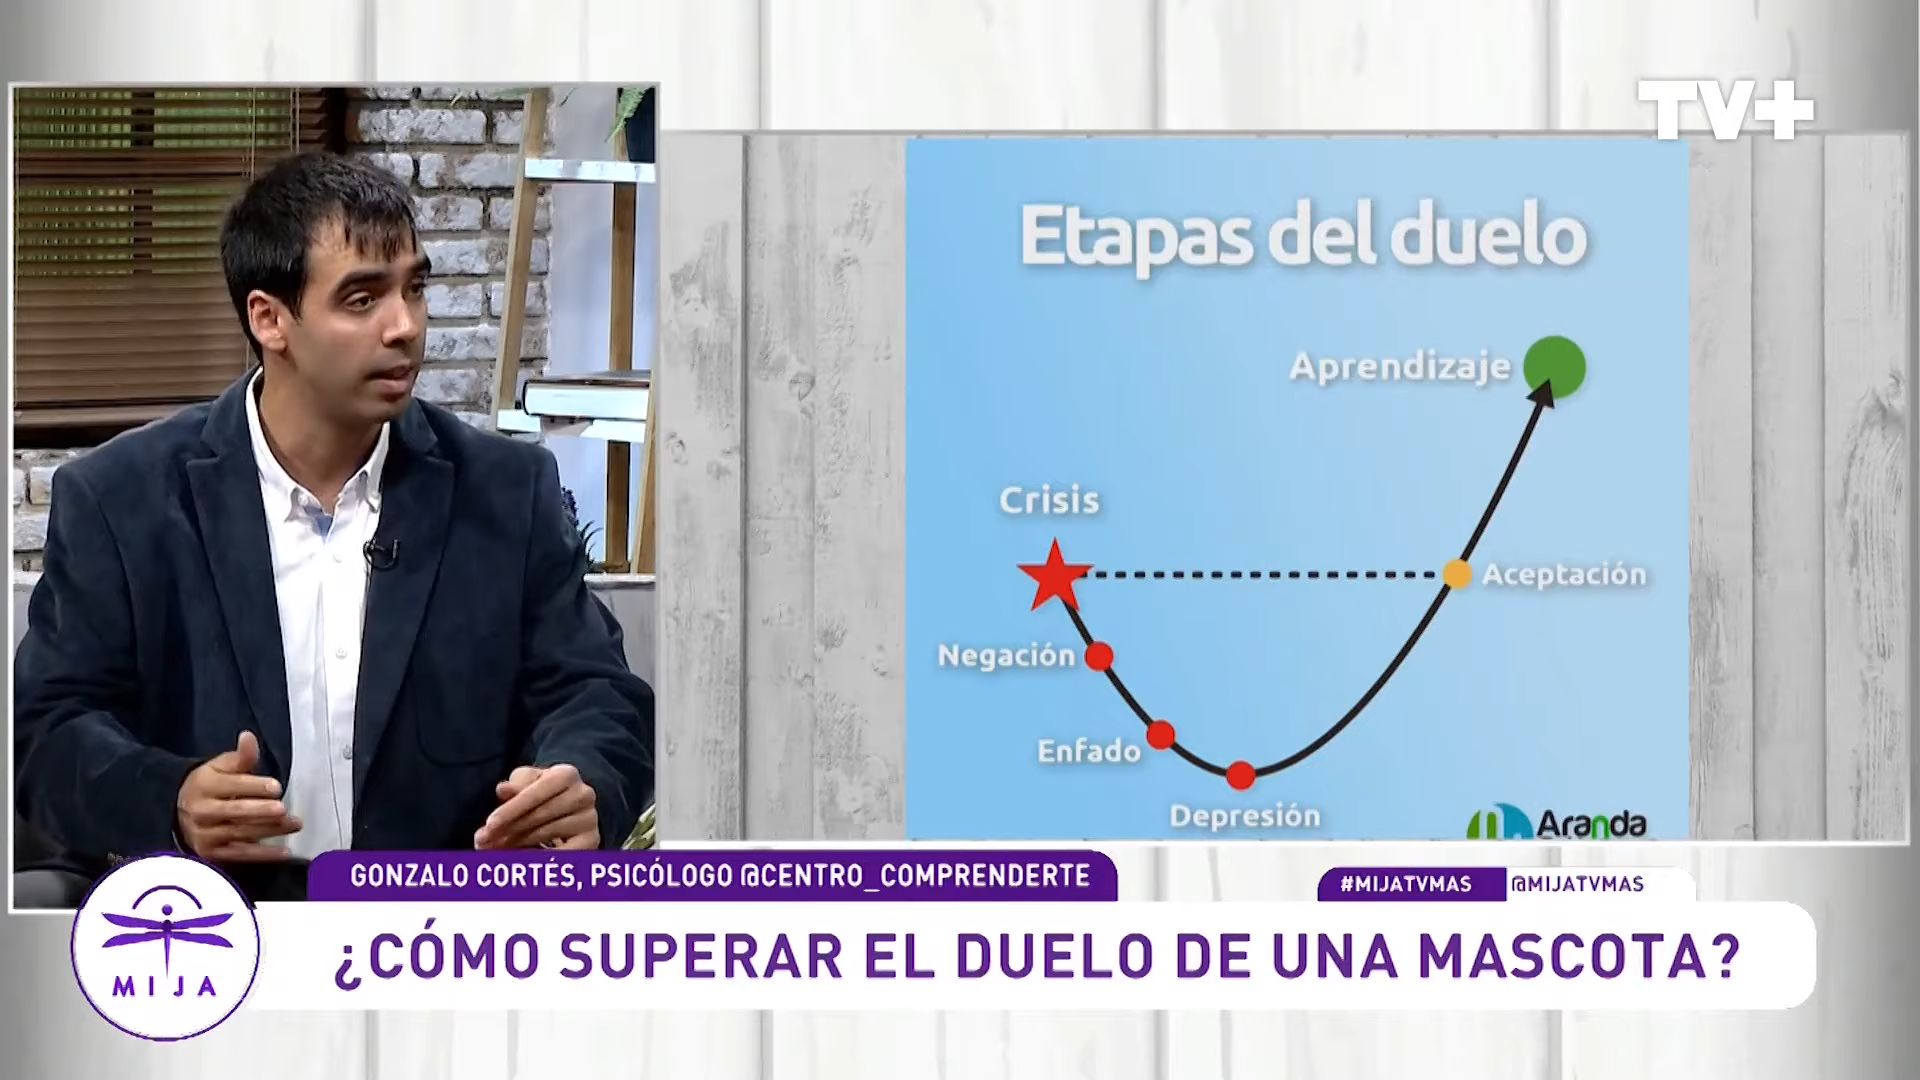 TV+
Etapas del duelo
Aprendizaje
Crisis
Aceptación
Negación
Enfado
Depresión
Aranda
GONZALO CORTÉS, PSICÓLOGO @CENTRO_COMPRENDERTE
#MIJATVMAS @MIJATVMAS
¿CÓMO SUPERAR EL DUELO DE UNA MASCOTA?
MIJA